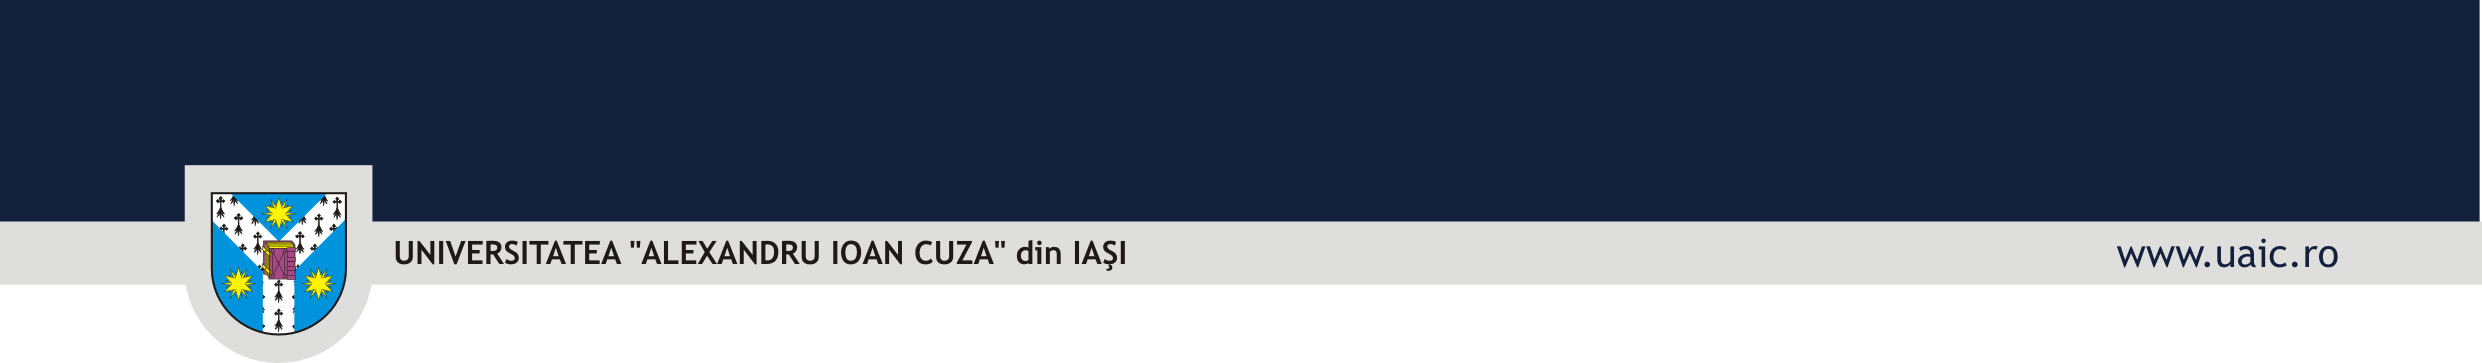 UNIVERSITATEA "ALEXANDRU IOAN CUZA" din IAŞI
www.uaic.ro